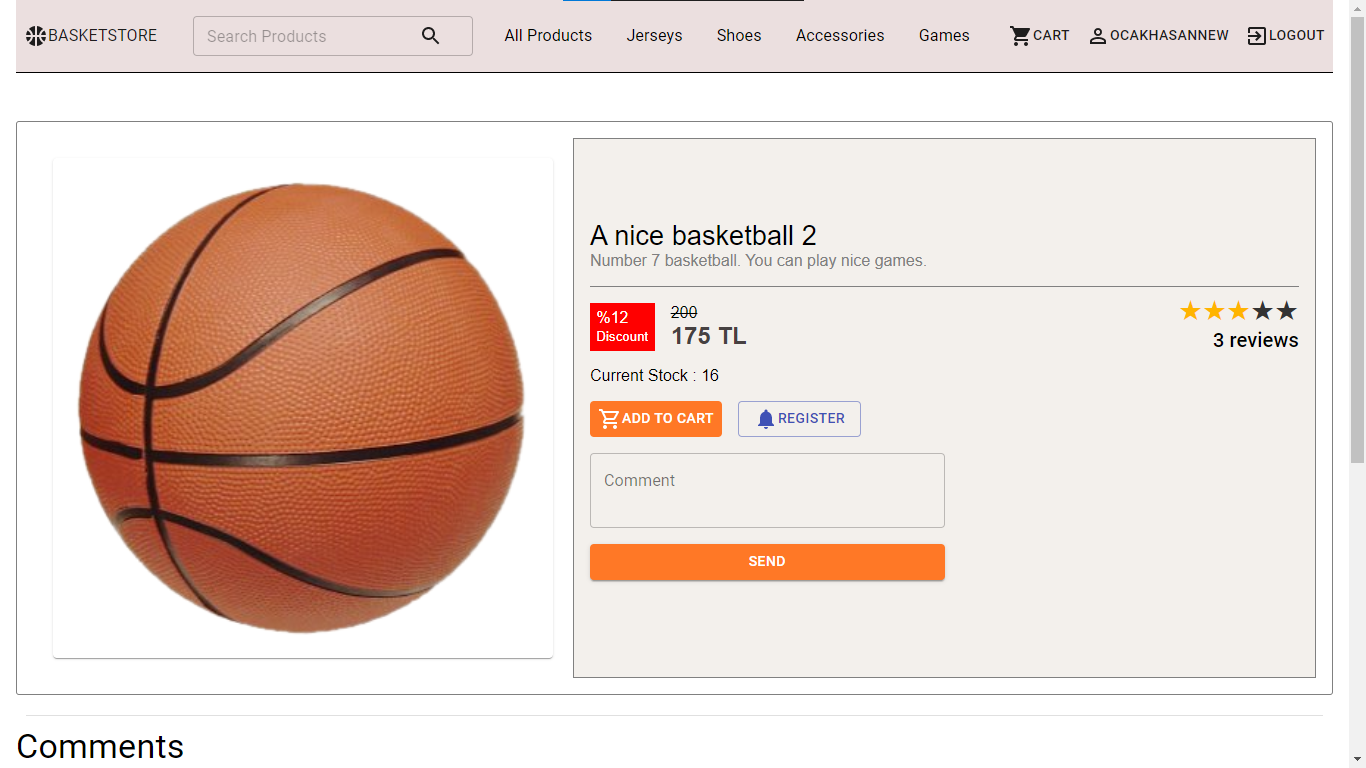 BASKETSTORE
Search Products
All Products
Jerseys
Shoes
Accessories
Games
CART
OCAKHASANNEW
LOGOUT
A nice basketball 2
Number 7 basketball. You can play nice games.
%12
Discount
200
175 TL
3 reviews
Current Stock : 16
ADD TO CART
REGISTER
Comment
SEND
Comments